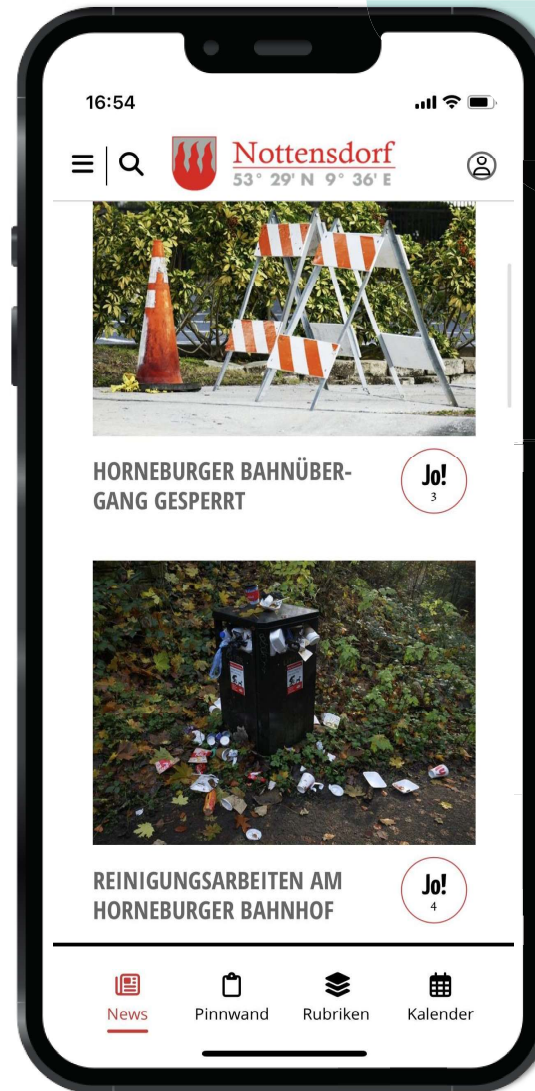 16:54
Nottensdorf
53° 29' N 9° 36' E
HORNEBURGER BAHNÜBER-
GANG GESPERRT
Jo!
3
REINIGUNGSARBEITEN AM
HORNEBURGER BAHNHOF
Jo!
4
News
Pinnwand
Rubriken
Kalender